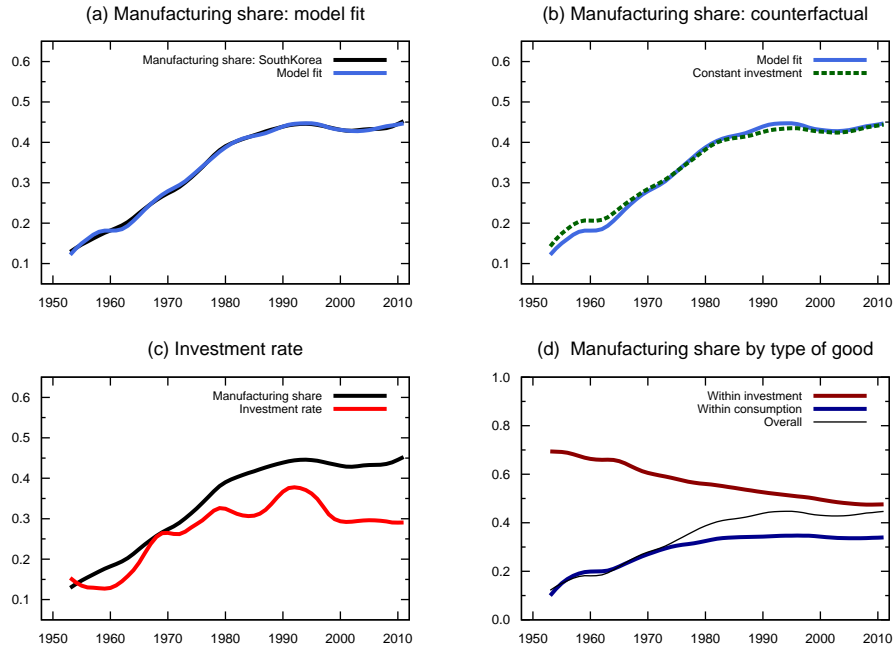 (a) Manufacturing share: model fit
0.6
0.5
0.4
0.3
0.2
0.1
Manufacturing share: SouthKorea
Model fit
1950 1960 1970 1980 1990 2000 2010
(b) Manufacturing share: counterfactual
0.6
0.5
0.4
0.3
0.2
0.1
Model fit
Constant investment
1950 1960 1970 1980 1990 2000 2010
(c) Investment rate
0.6
0.5
0.4
0.3
0.2
0.1
Manufacturing share
Investment rate
1950 1960 1970 1980 1990 2000 2010
(d) Manufacturing share by type of good
1.0
0.8
0.6
0.4
0.2
0.0
Within investment
Within consumption
Overall
1950 1960 1970 1980 1990 2000 2010